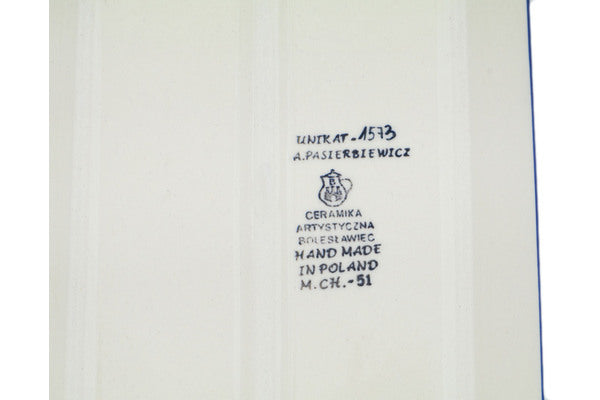 UNIKAT-1573
A.PASIERBIEWICZ
B
CERAMIKA
ARTYSTYCZNA
BOLESŁAWIEC
HAND MADE
IN POLAND
M.CH.-51